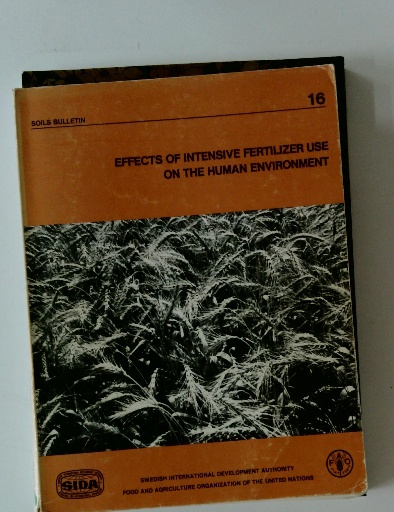 16
SOILS BULLETIN
EFFECTS OF INTENSIVE FERTILIZER USE
ON THE HUMAN ENVIRONMENT
SWEDISH INTERNATIONAL DEVELOPMENT AUTHORITY
FOOD AND AGRICULTURE ORGANIZATION OF THE UNITED NATIONS
SIDA